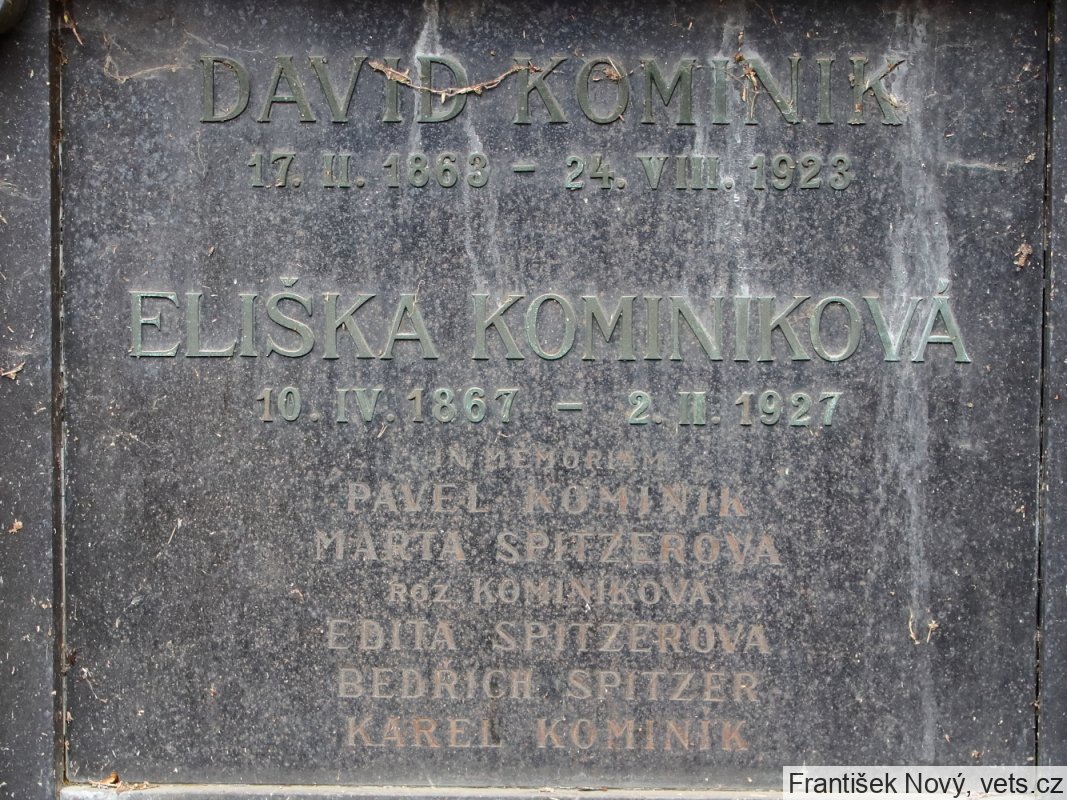 DAVID KOMINIK
17. II. 1863 – 24. VIII. 1923
ELIŠKA KOMINIKOVÁ
10. IV. 1867 – 2. II. 1927
IN MEMORIAM
PAVEL KOMINIK
MARTA SPITZEROVÁ
ROZ. KOMINIKOVÁ
EDITA SPITZEROVÁ
BEDŘICH SPITZER
KAREL KOMINIK
František Nový, vets.cz